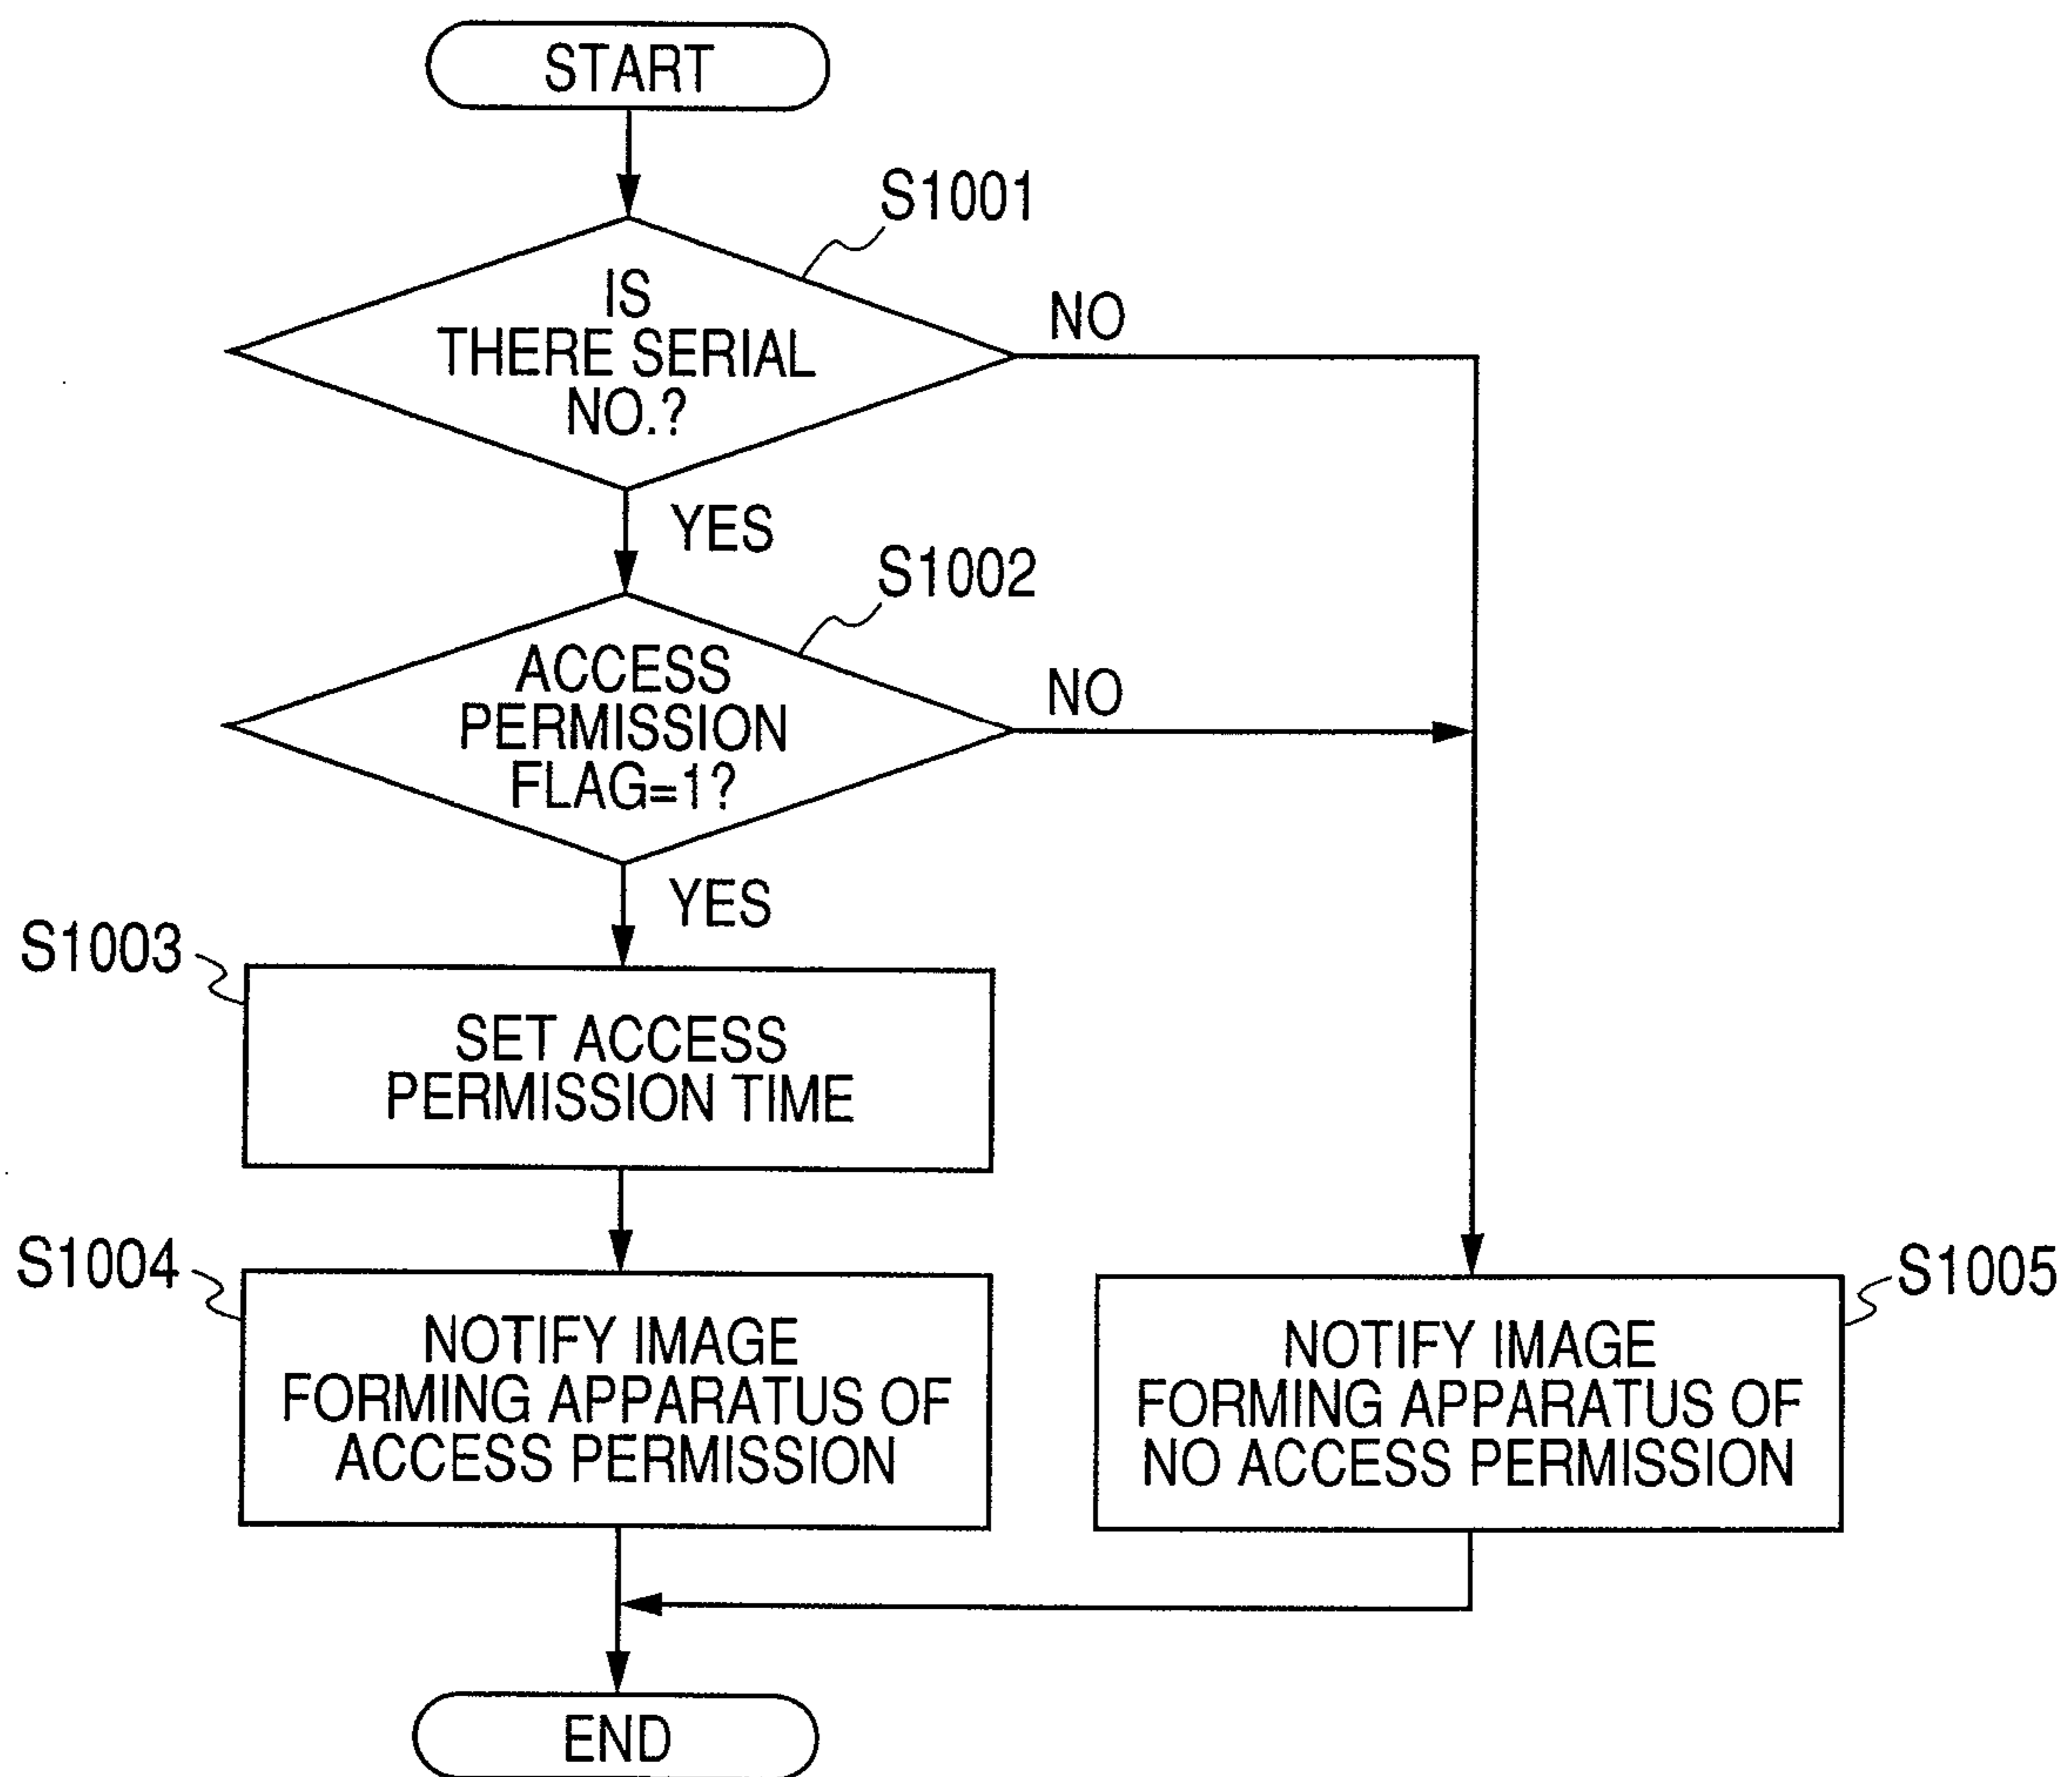 START
S1001
IS
THERE SERIAL
NO.?
NO
YES
S1002
ACCESS
PERMISSION
FLAG=1?
NO
YES
S1003
SET ACCESS
PERMISSION TIME
S1004
NOTIFY IMAGE
FORMING APPARATUS OF
ACCESS PERMISSION
S1005
NOTIFY IMAGE
FORMING APPARATUS OF
NO ACCESS PERMISSION
END